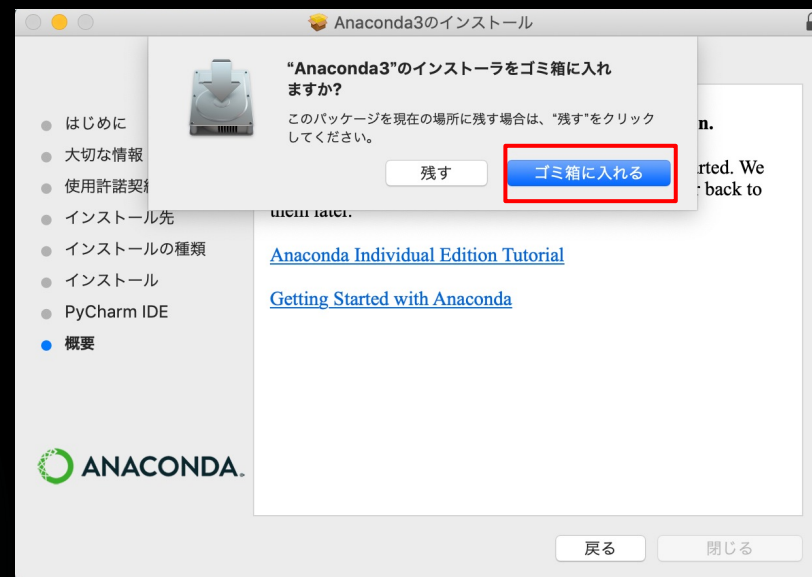 Anaconda3のインストール
“Anaconda3”のインストーラをゴミ箱に入れ
ますか?
このパッケージを現在の場所に残す場合は、“残す”をクリック
してください。
残す
ゴミ箱に入れる
はじめに
大切な情報
使用許諾契
インストール先
インストールの種類
インストール
PyCharm IDE
概要
n.
rted. We
r back to
them later.
Anaconda Individual Edition Tutorial
Getting Started with Anaconda
ANACONDA.
戻る
閉じる